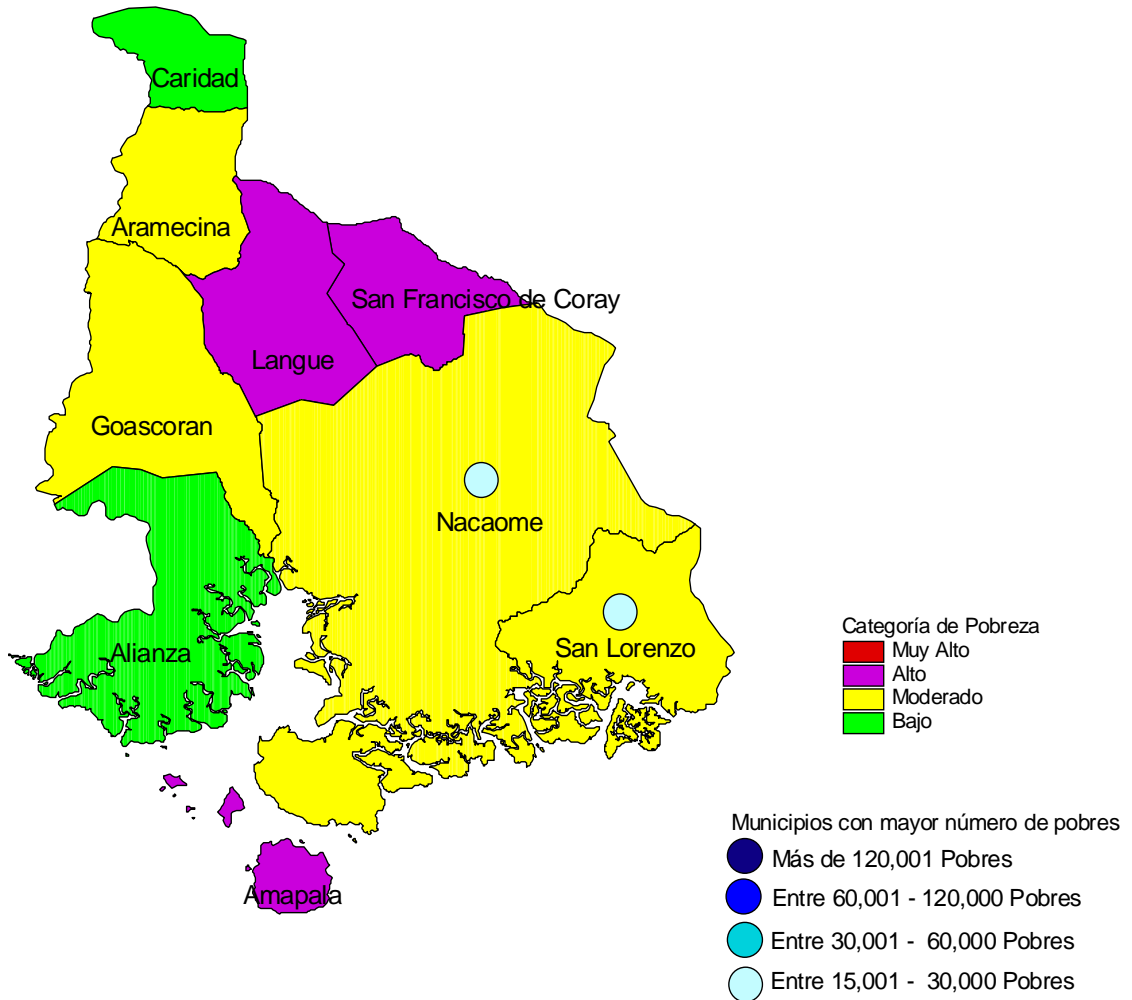 Caridad
Aramecina
San Francisco de Coray
Langue
Goascoran
Nacaome
Alianza
San Lorenzo
Amapala
Categoría de Pobreza
Muy Alto
Alto
Moderado
Bajo
Municipios con mayor número de pobres
Más de 120,001 Pobres
Entre 60,001 - 120,000 Pobres
Entre 30,001 - 60,000 Pobres
Entre 15,001 - 30,000 Pobres